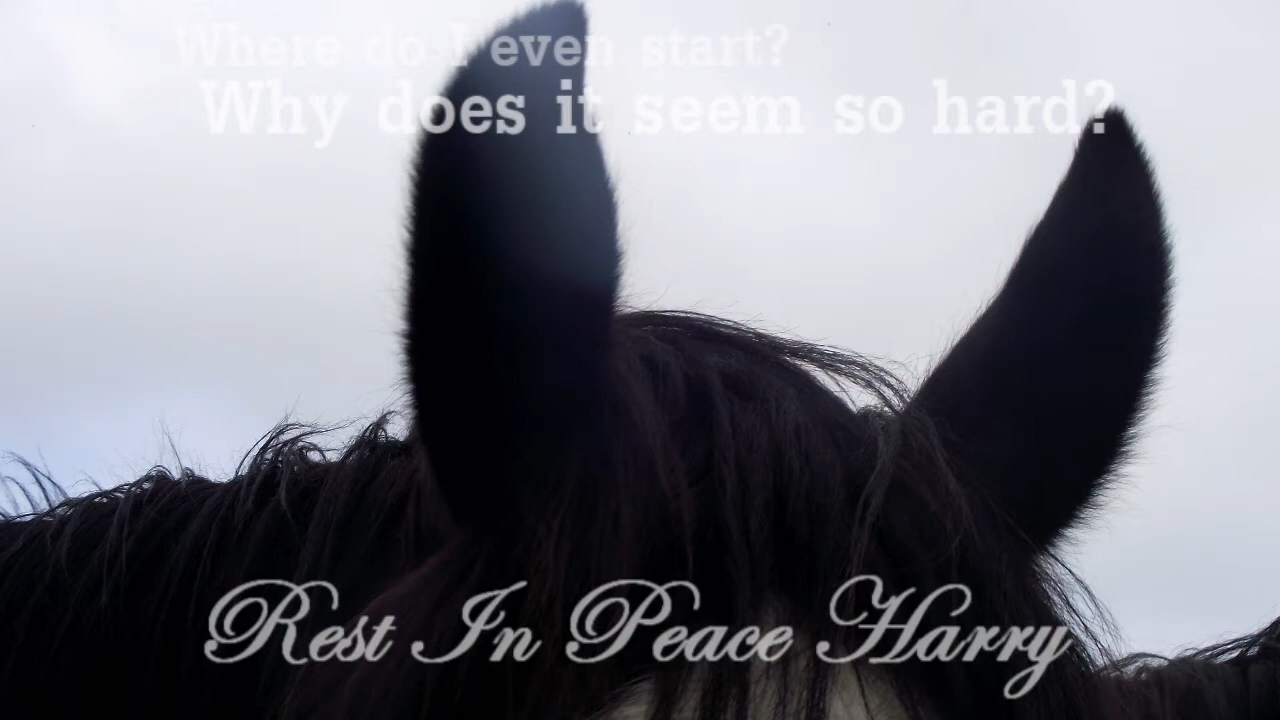 Where do I even start?
Why does it seem so hard?
Rest In Peace Harry